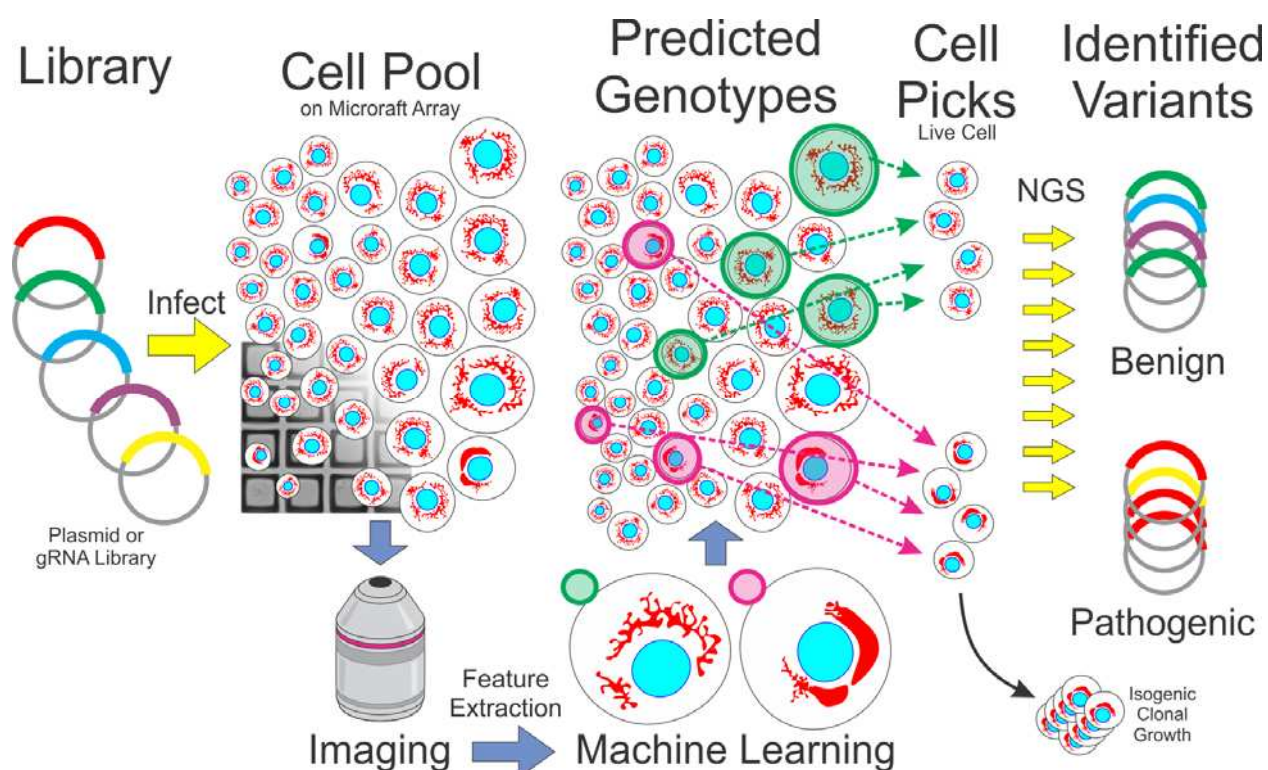 Library
Plasmid or
gRNA Library
Infect
Cell Pool
on Microraft Array
Imaging
Feature
Extraction
Machine Learning
Predicted
Genotypes
Cell
Picks
Live Cell
NGS
Identified
Variants
Benign
Pathogenic
Isogenic
Clonal
Growth